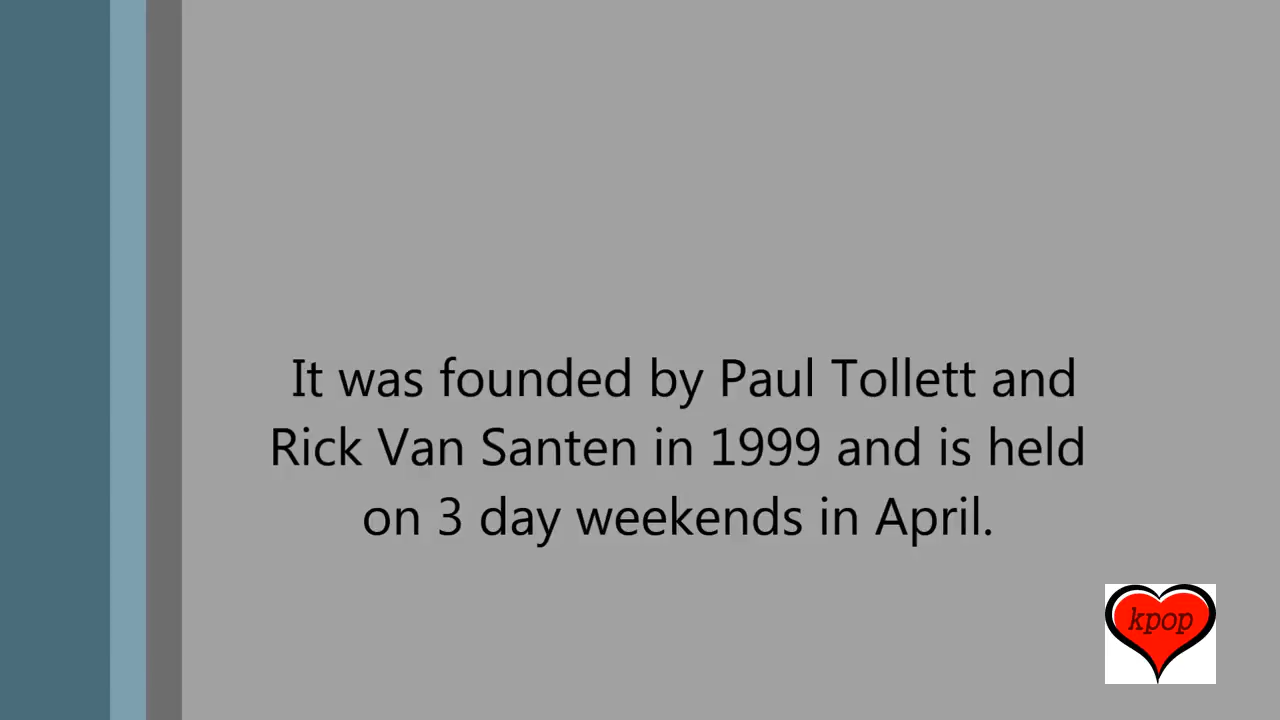 It was founded by Paul Tollett and
Rick Van Santen in 1999 and is held
on 3 day weekends in April.
kpop